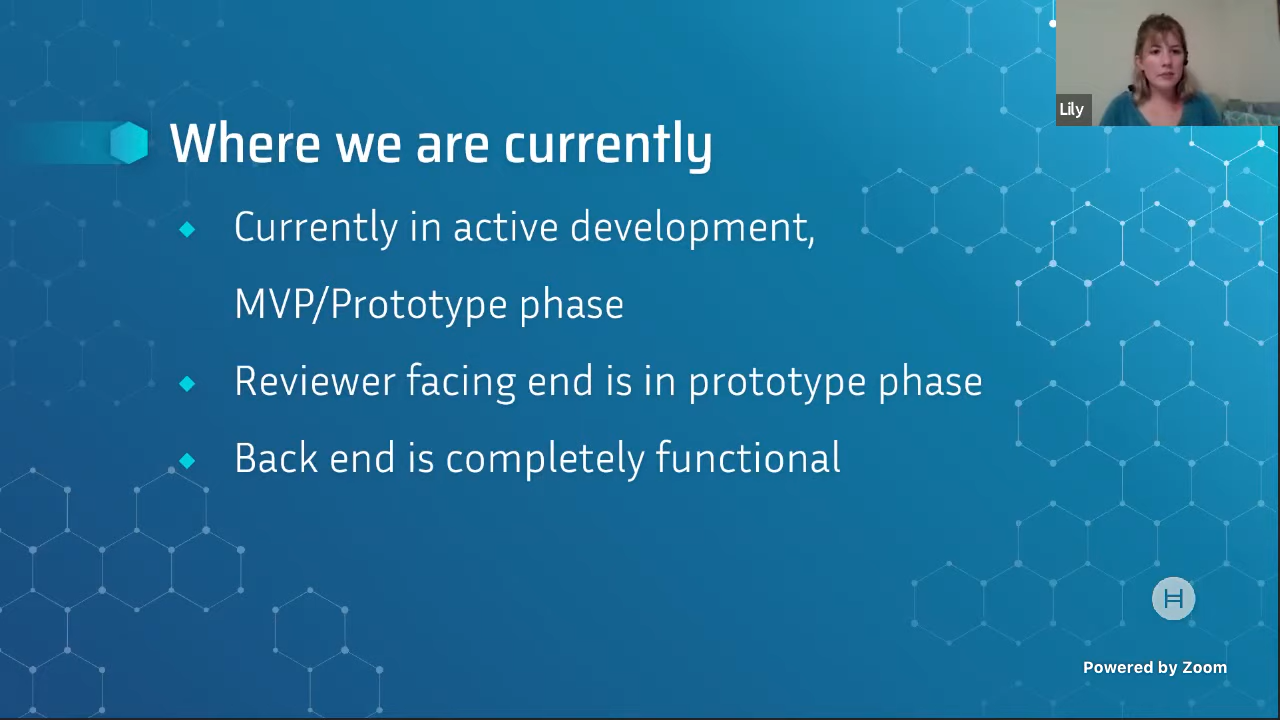 Lily
Where we are currently
Currently in active development,
MVP/Prototype phase
Reviewer facing end is in prototype phase
Back end is completely functional
Powered by Zoom